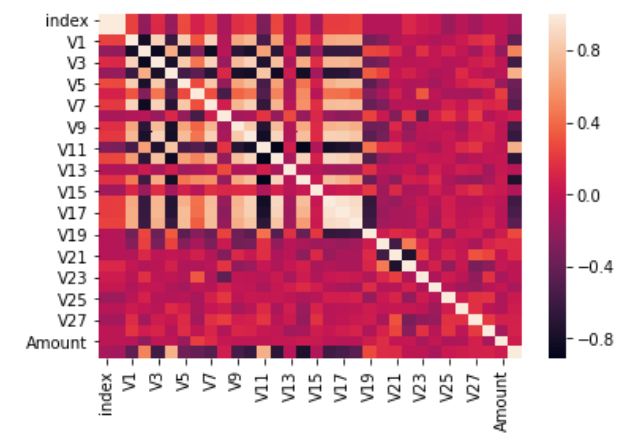 index
V1
V3
V5
V7
V9
V11
V13
V15
V17
V19
V21
V23
V25
V27
Amount
index
V1
V3
V5
V7
V9
V11
V13
V15
V17
V19
V21
V23
V25
V27
Amount
0.8
0.4
0.0
−0.4
−0.8